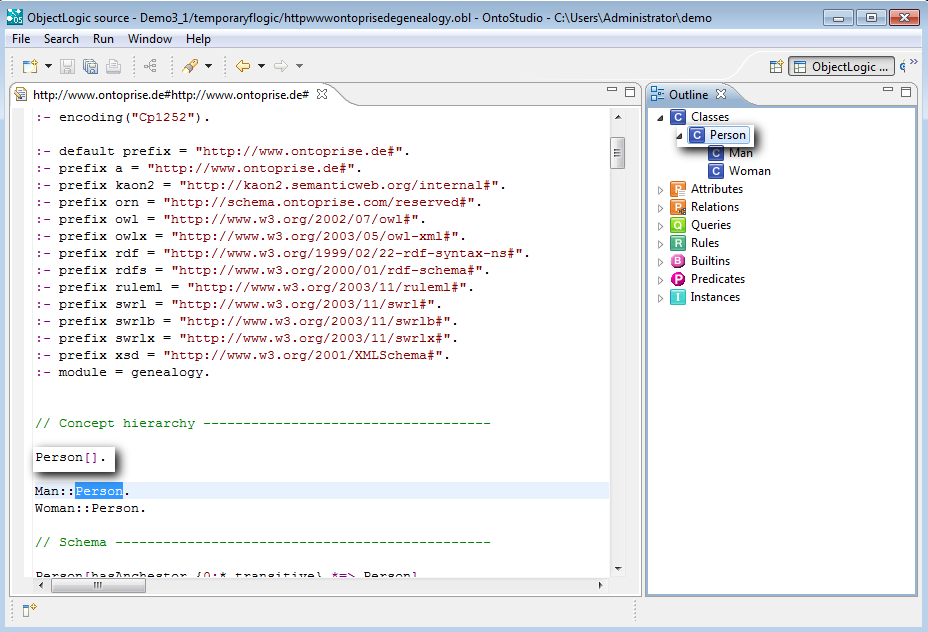 ObjectLogic source - Demo3_1/temporaryflogic/httpwwwontoprisedegenealogy.obl - OntoStudio - C:\Users\Administrator\demo
File Search Run Window Help
ObjectLogic ...
http://www.ontoprise.de#http://www.ontoprise.de#
:- encoding("Cp1252").
:- default prefix = "http://www.ontoprise.de#".
:- prefix a = "http://www.ontoprise.de#".
:- prefix kaon2 = "http://kaon2.semanticweb.org/internal#".
:- prefix orn = "http://schema.ontoprise.com/reserved#".
:- prefix owl = "http://www.w3.org/2002/07/owl#".
:- prefix owlx = "http://www.w3.org/2003/05/owl-xml#".
:- prefix rdf = "http://www.w3.org/1999/02/22-rdf-syntax-ns#".
:- prefix rdfs = "http://www.w3.org/2000/01/rdf-schema#".
:- prefix ruleml = "http://www.w3.org/2003/11/ruleml#".
:- prefix swrl = "http://www.w3.org/2003/11/swrl#".
:- prefix swrlb = "http://www.w3.org/2003/11/swrlb#".
:- prefix swrlx = "http://www.w3.org/2003/11/swrlx#".
:- prefix xsd = "http://www.w3.org/2001/XMLSchema#".
:- module = genealogy.
// Concept hierarchy ------------------------------------
Person[].
Man::Person.
Woman::Person.
// Schema -----------------------------------------------
Person[hasAnchestor {0:*,transitive} *=> Person]
Outline
Classes
Person
Man
Woman
Attributes
Relations
Queries
Rules
Builtins
Predicates
Instances